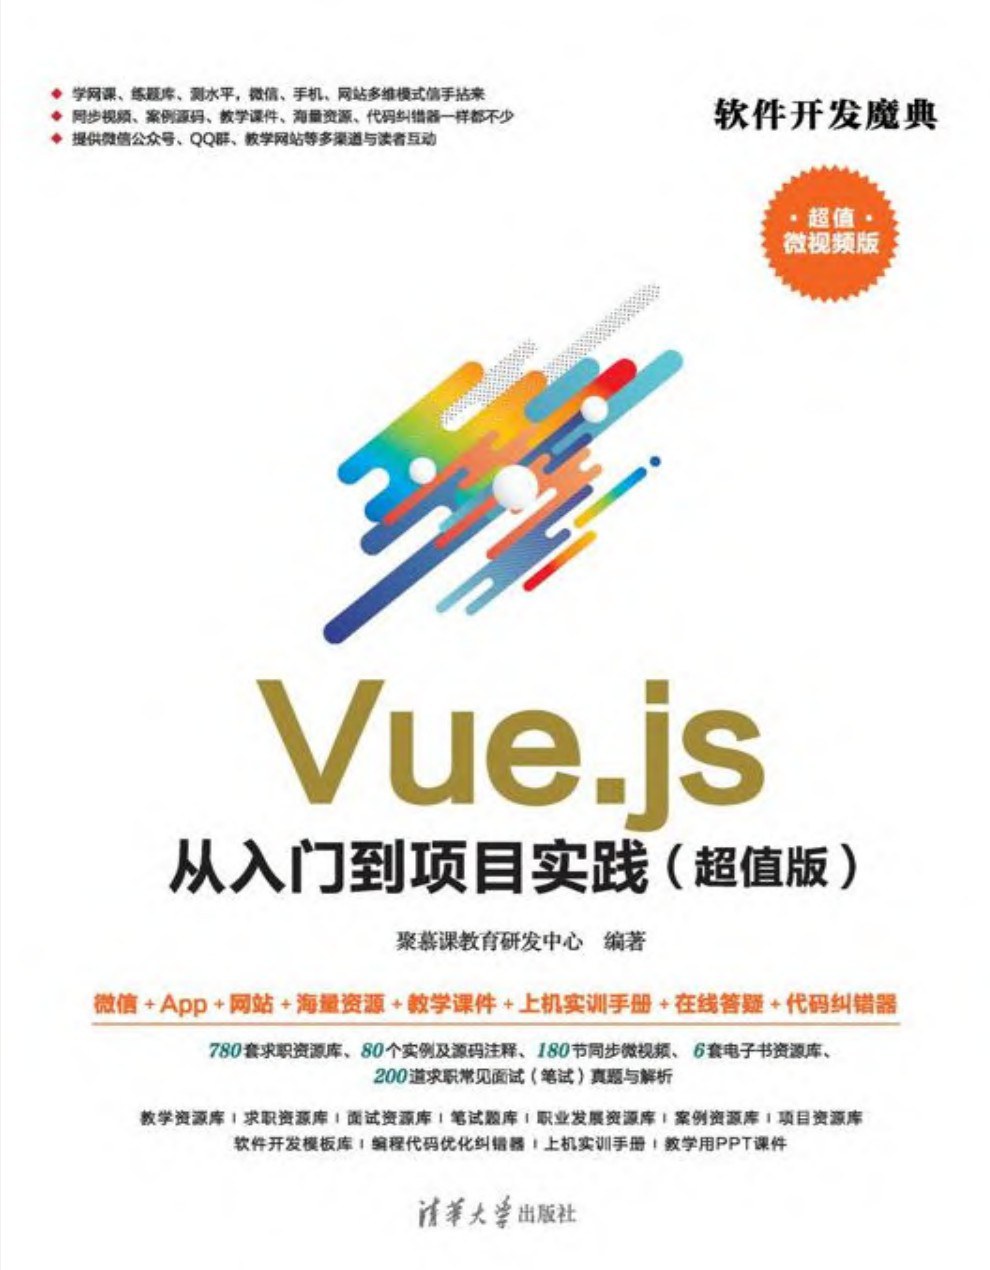 ◆ 学网课、练题库、测水平，微信、手机、网站多维模式信手拈来
◆ 同步视频、案例源码、教学课件、海量资源、代码纠错器一样都不少
◆ 提供微信公众号、QQ群、教学网站等多渠道与读者互动
软件开发魔典
·超值·
微视频版
Vue.js
从入门到项目实践（超值版）
聚慕课教育研发中心 编著
微信+App+网站+海量资源+教学课件+上机实训手册+在线答疑+代码纠错器
780套求职资源库、80个实例及源码注释、180节同步微视频、6套电子书资源库、
200道求职常见面试（笔试）真题与解析
教学资源库 | 求职资源库 | 面试资源库 | 笔试题库 | 职业发展资源库 | 案例资源库 | 项目资源库
软件开发模板库 | 编程代码优化纠错器 | 上机实训手册 | 教学用PPT课件
清华大学出版社